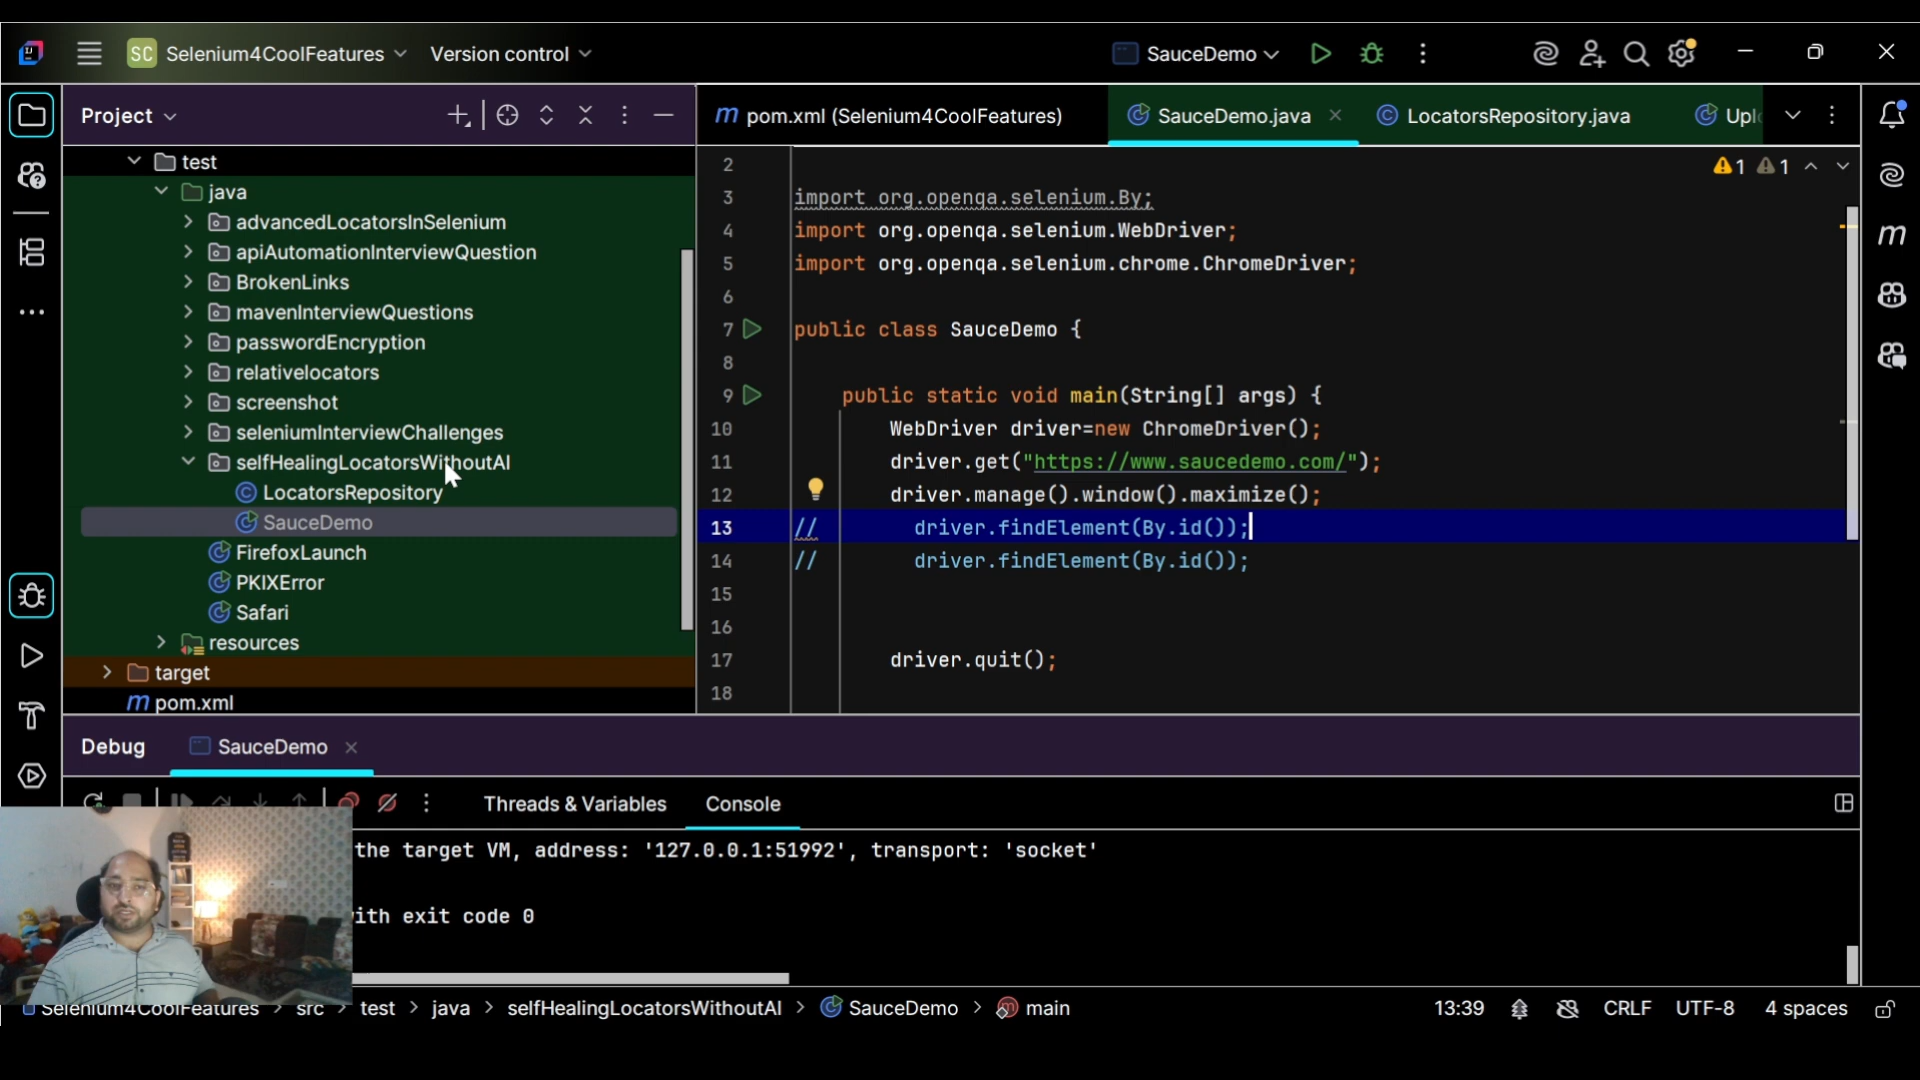 SC Selenium4CoolFeatures Version control SauceDemo
Project
pom.xml (Selenium4CoolFeatures) SauceDemo.java LocatorsRepository.java Upl
test
java
advancedLocatorsInSelenium
apiAutomationInterviewQuestion
BrokenLinks
mavenInterviewQuestions
passwordEncryption
relativelocators
screenshot
seleniumInterviewChallenges
selfHealingLocatorsWithoutAI
LocatorsRepository
SauceDemo
FirefoxLaunch
PKIXError
Safari
resources
target
m pom.xml
1 1
2
3 import org.openqa.selenium.By;
4 import org.openqa.selenium.WebDriver;
5 import org.openqa.selenium.chrome.ChromeDriver;
6
7 public class SauceDemo {
8
9 public static void main(String[] args) {
10 WebDriver driver=new ChromeDriver();
11 driver.get("https://www.saucedemo.com/");
12 driver.manage().window().maximize();
13 // driver.findElement(By.id());
14 // driver.findElement(By.id());
15
16
17 driver.quit();
18
Debug SauceDemo
Threads & Variables Console
the target VM, address: '127.0.0.1:51992', transport: 'socket'
with exit code 0
Selenium4CoolFeatures > src > test > java > selfHealingLocatorsWithoutAI > SauceDemo > main 13:39 CRLF UTF-8 4 spaces